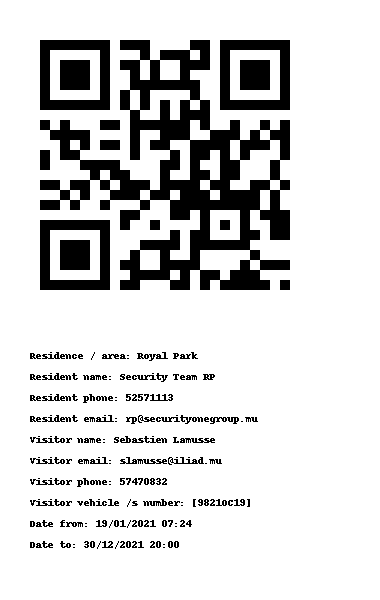 Residence / area: Royal Park
Resident name: Security Team RP
Resident phone: 52571113
Resident email: rp@securityonegroup.mu
Visitor name: Sebastien Lamusse
Visitor email: slamusse@iliad.mu
Visitor phone: 57470832
Visitor vehicle /s number: [9821OC19]
Date from: 19/01/2021 07:24
Date to: 30/12/2021 20:00